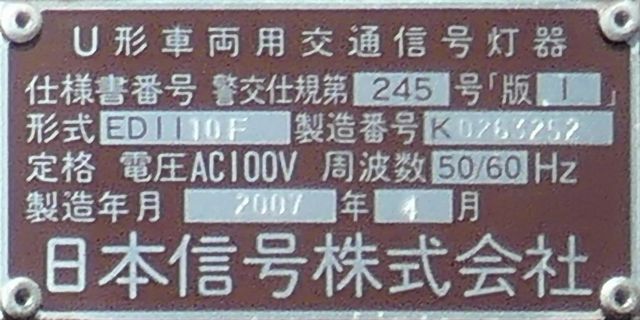 U形車両用交通信号灯器
仕様書番号 警交仕規第 245 号「版 1 」
形式 ED1110F 製造番号 K0263252
定格 電圧AC100V 周波数 50/60 Hz
製造年月 2007 年 4 月
日本信号株式会社